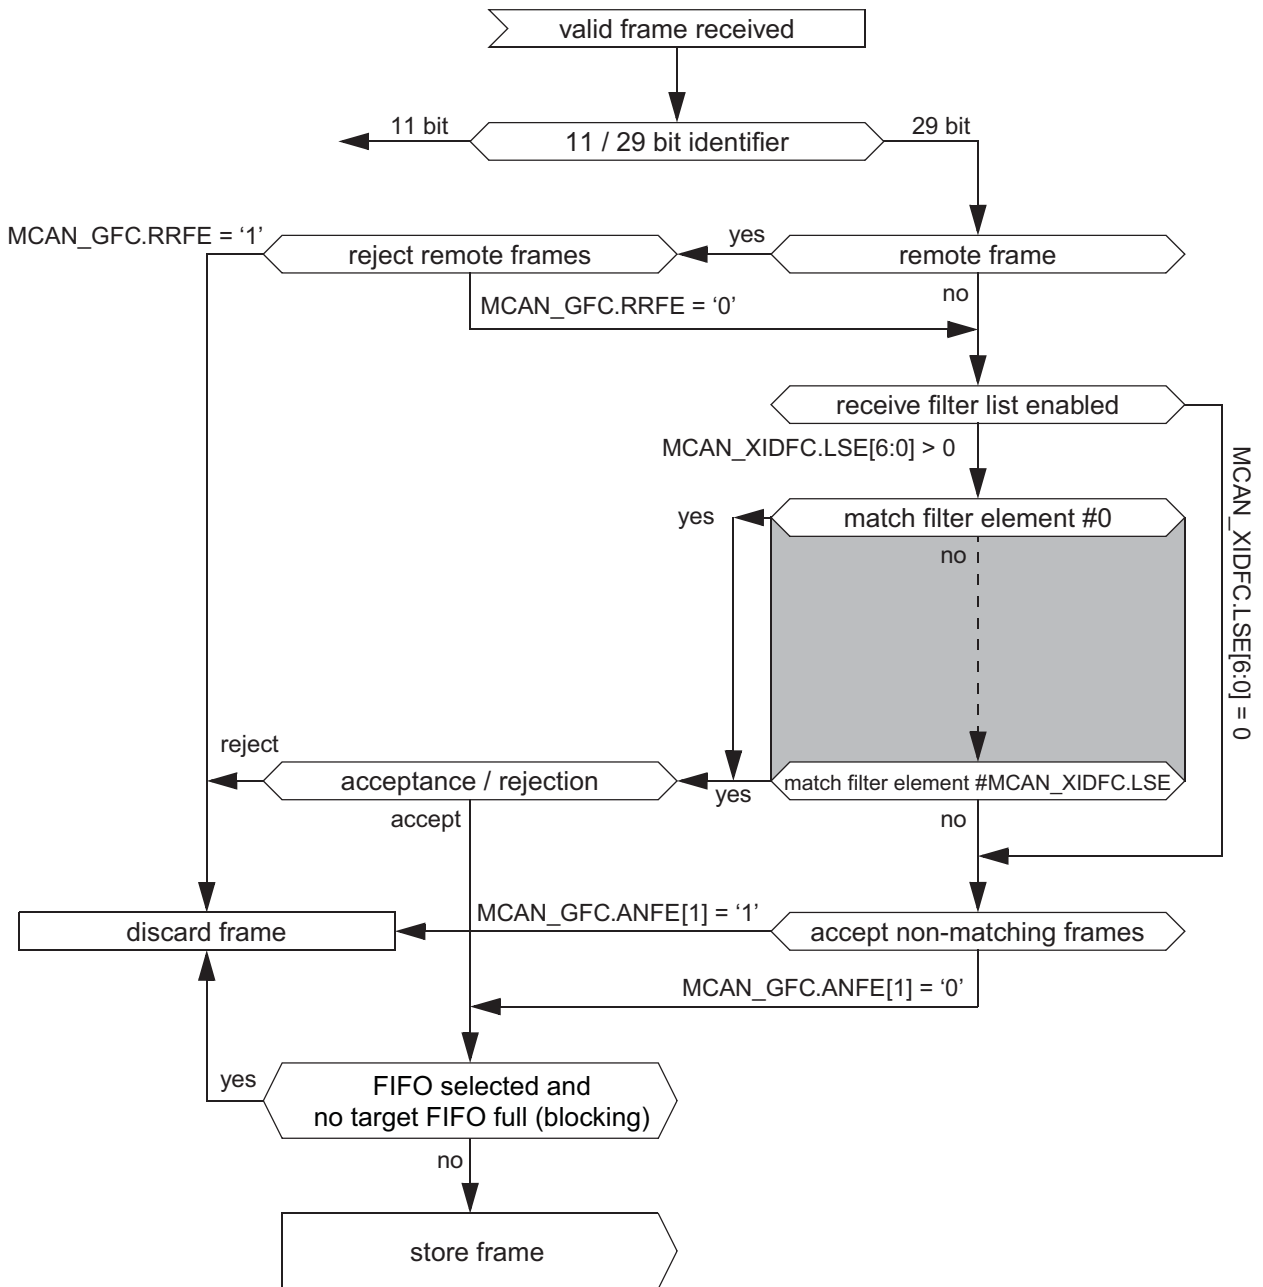 valid frame received
11 bit
11 / 29 bit identifier
29 bit
MCAN_GFC.RRFE = ‘1’
reject remote frames
yes
remote frame
MCAN_GFC.RRFE = ‘0’
no
receive filter list enabled
MCAN_XIDFC.LSE[6:0] > 0
MCAN_XIDFC.LSE[6:0] = 0
yes
match filter element #0
no
reject
acceptance / rejection
yes
match filter element #MCAN_XIDFC.LSE
accept
no
MCAN_GFC.ANFE[1] = ‘1’
discard frame
accept non-matching frames
MCAN_GFC.ANFE[1] = ‘0’
yes
FIFO selected and
no target FIFO full (blocking)
no
store frame